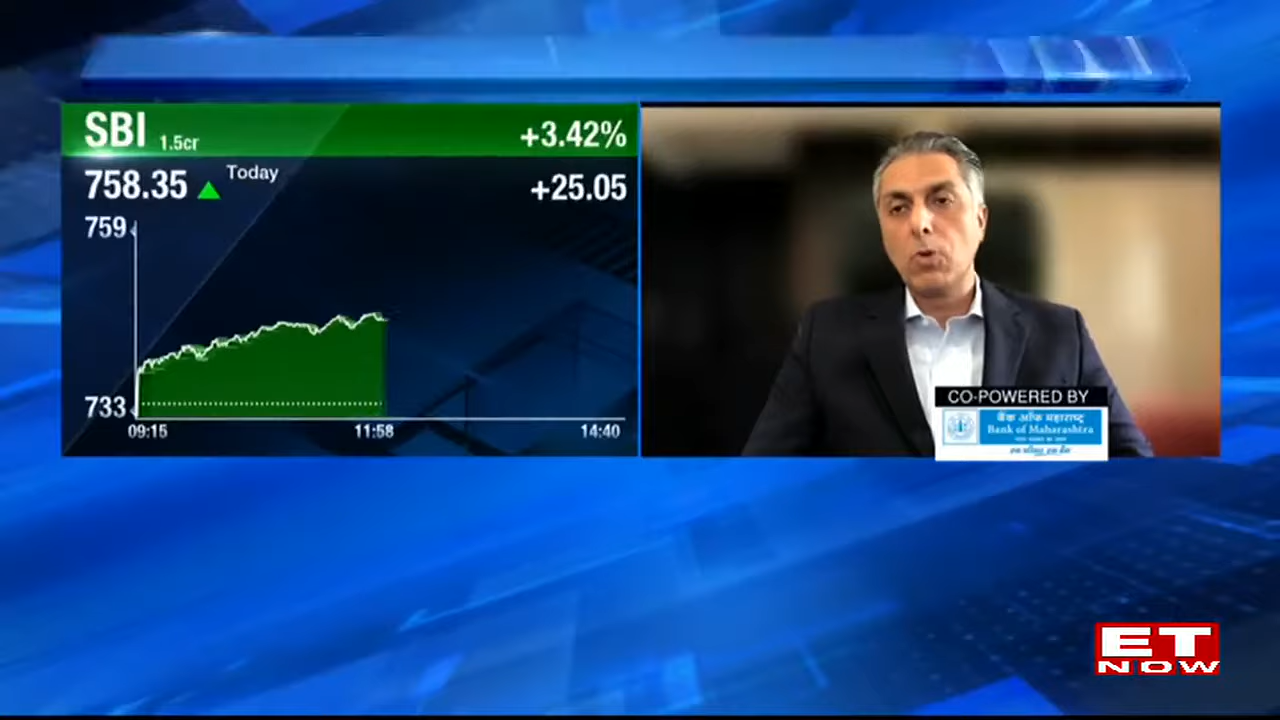 SBI 1.5cr +3.42%
758.35 Today +25.05
759
733
09:15 11:58 14:40
CO-POWERED BY
बैंक ऑफ महाराष्ट्र
Bank of Maharashtra
ET
NOW